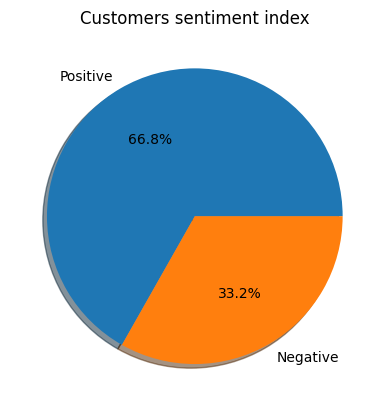 Customers sentiment index
Positive
66.8%
33.2%
Negative